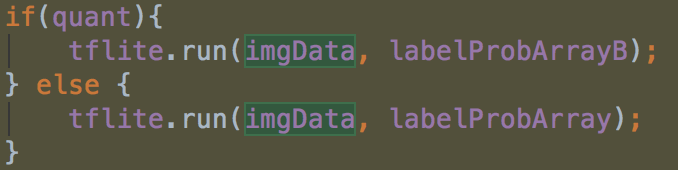 if(quant){
tflite.run(imgData, labelProbArrayB);
} else {
tflite.run(imgData, labelProbArray);
}